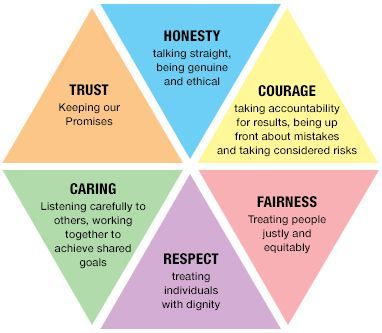 HONESTY
talking straight,
being genuine
and ethical
TRUST
Keeping our
Promises
COURAGE
taking accountability
for results, being up
front about mistakes
and taking considered risks
CARING
Listening carefully to
others, working
together to
achieve shared
goals
RESPECT
treating
individuals
with dignity
FAIRNESS
Treating people
justly and
equitably